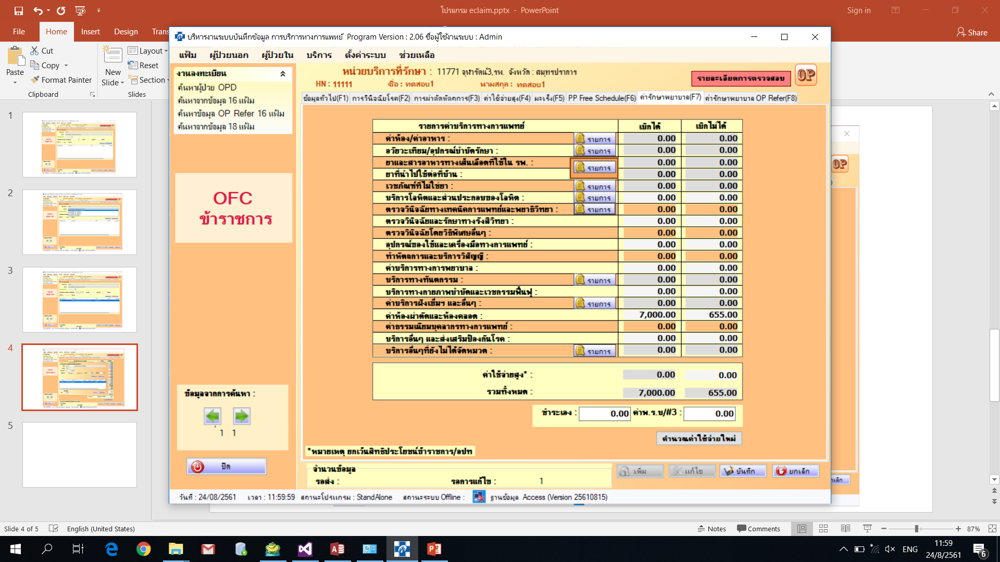 โปรแกรม eclaim.pptx - PowerPoint
Sign in
File
Home
Insert
Design
Trans
Share
Paste
Cut
Copy
Format Painter
Clipboard
New
Slide
Layout
Reset
Section
Slides
1
2
3
4
5
บริหารงานระบบบันทึกข้อมูล การบริการทางการแพทย์ Program Version : 2.06 ชื่อผู้ใช้งานระบบ : Admin
แฟ้ม ผู้ป่วยนอก ผู้ป่วยใน บริการ ตั้งค่าระบบ ช่วยเหลือ
งานลงทะเบียน
ค้นหาผู้ป่วย OPD
ค้นหาจากข้อมูล 16 แฟ้ม
ค้นหาข้อมูล OP Refer 16 แฟ้ม
ค้นหาจากข้อมูล 18 แฟ้ม
OFC
ข้าราชการ
ข้อมูลจากการค้นหา :
1 1
ปิด
หน่วยบริการที่รักษา : 11771 จุฬารัตน์3,รพ. จังหวัด : สมุทรปราการ
HN : 11111 ชื่อ : ทดสอบ1 นามสกุล : ทดสอบ1
รายละเอียดการตรวจสอบ
OP
ข้อมูลทั่วไป(F1) การวินิจฉัยโรค(F2) การผ่าตัดหัตถการ(F3) ค่าใช้จ่ายสูง(F4) มะเร็ง(F5) PP Free Schedule(F6) ค่ารักษาพยาบาล(F7) ค่ารักษาพยาบาล OP Refer(F8)
รายการค่าบริการทางการแพทย์ เบิกได้ เบิกไม่ได้
ค่าห้อง/ค่าอาหาร : รายการ 0.00 0.00
อวัยวะเทียม/อุปกรณ์บำบัดรักษา : รายการ 0.00 0.00
ยาและสารอาหารทางเส้นเลือดที่ใช้ใน รพ. : รายการ 0.00 0.00
ยาที่นำไปใช้ต่อที่บ้าน : 0.00 0.00
เวชภัณฑ์ที่ไม่ใช่ยา : รายการ 0.00 0.00
บริการโลหิตและส่วนประกอบของโลหิต : รายการ 0.00 0.00
ตรวจวินิจฉัยทางเทคนิคการแพทย์และพยาธิวิทยา : รายการ 0.00 0.00
ตรวจวินิจฉัยและรักษาทางรังสีวิทยา : 0.00 0.00
ตรวจวินิจฉัยโดยวิธีพิเศษอื่นๆ : 0.00 0.00
อุปกรณ์ของใช้และเครื่องมือทางการแพทย์ : 0.00 0.00
ทำหัตถการและบริการวิสัญญี : 0.00 0.00
ค่าบริการทางการพยาบาล : 0.00 0.00
บริการทางทันตกรรม : รายการ 0.00 0.00
บริการทางกายภาพบำบัดและเวชกรรมฟื้นฟู : 0.00 0.00
ค่าบริการฝังเข็มฯ และอื่นๆ : รายการ 0.00 0.00
ค่าห้องผ่าตัดและห้องคลอด : 7,000.00 655.00
ค่าธรรมเนียมบุคลากรทางการแพทย์ : 0.00 0.00
บริการอื่นๆ และส่งเสริมป้องกันโรค : 0.00 0.00
บริการอื่นๆที่ยังไม่ได้จัดหมวด : รายการ 0.00 0.00
ค่าใช้จ่ายสูง* : 0.00 0.00
รวมทั้งหมด : 7,000.00 655.00
ชำระเอง : 0.00 ค่าพ.ร.บ/#3 : 0.00
คำนวณค่าใช้จ่ายใหม่
*หมายเหตุ ยกเว้นสิทธิประโยชน์ข้าราชการ/อปท
จำนวนข้อมูล
รอส่ง : รอการแก้ไข : 1
เพิ่ม แก้ไข บันทึก ยกเลิก
วันที่ : 24/08/2561 เวลา : 11:59:59 สถานะโปรแกรม : StandAlone สถานะระบบ Offline : ฐานข้อมูล Access (Version 25610815)
Slide 4 of 5
English (United States)
Notes
Comments
87%
ENG
11:59
24/8/2561
6